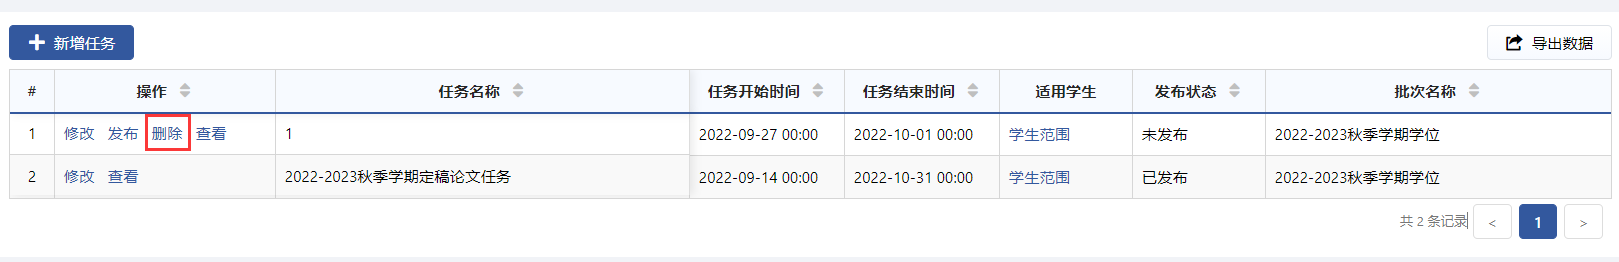 新增任务 导出数据
# 操作 任务名称 任务开始时间 任务结束时间 适用学生 发布状态 批次名称
1 修改 发布 删除 查看 1 2022-09-27 00:00 2022-10-01 00:00 学生范围 未发布 2022-2023秋季学期学位
2 修改 查看 2022-2023秋季学期定稿论文任务 2022-09-14 00:00 2022-10-31 00:00 学生范围 已发布 2022-2023秋季学期学位
共 2 条记录 < 1 >